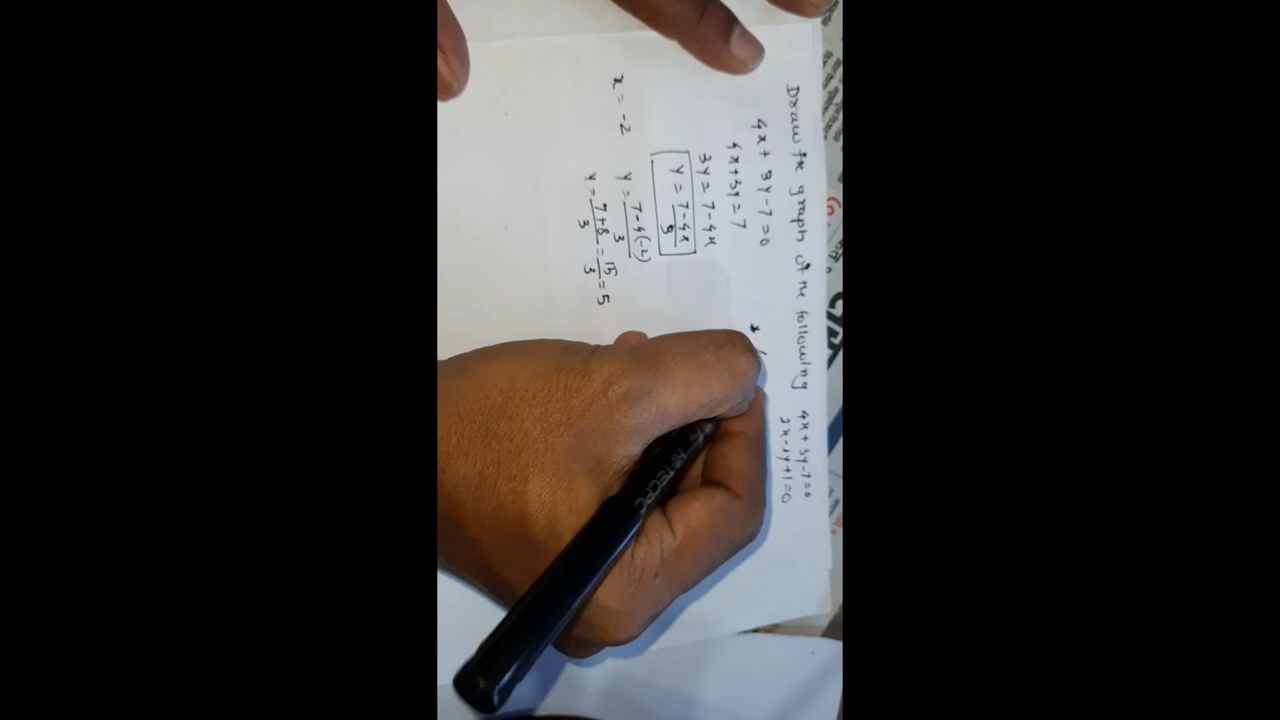 Draw the graph of the following 4x + 3y-7=0
2x-3y+1=0
4x + 3y-7=0
4x+3y=7
3y= 7-4x
y = 7-4x/3
x = -2 y= 7-4(-2)/3
y = 7+8/3 = 15/3 = 5